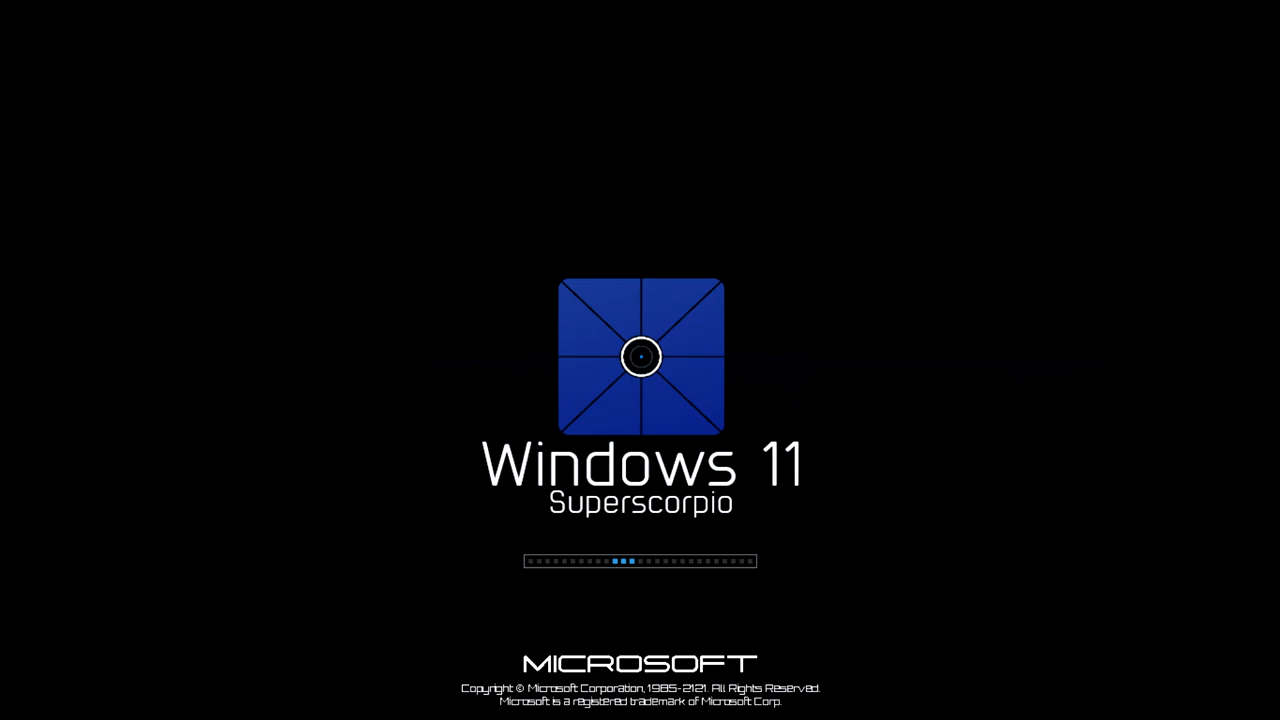 Windows 11
Superscorpio
MICROSOFT
Copyright © Microsoft Corporation, 1985-2121. All Rights Reserved.
Microsoft is a registered trademark of Microsoft Corp.